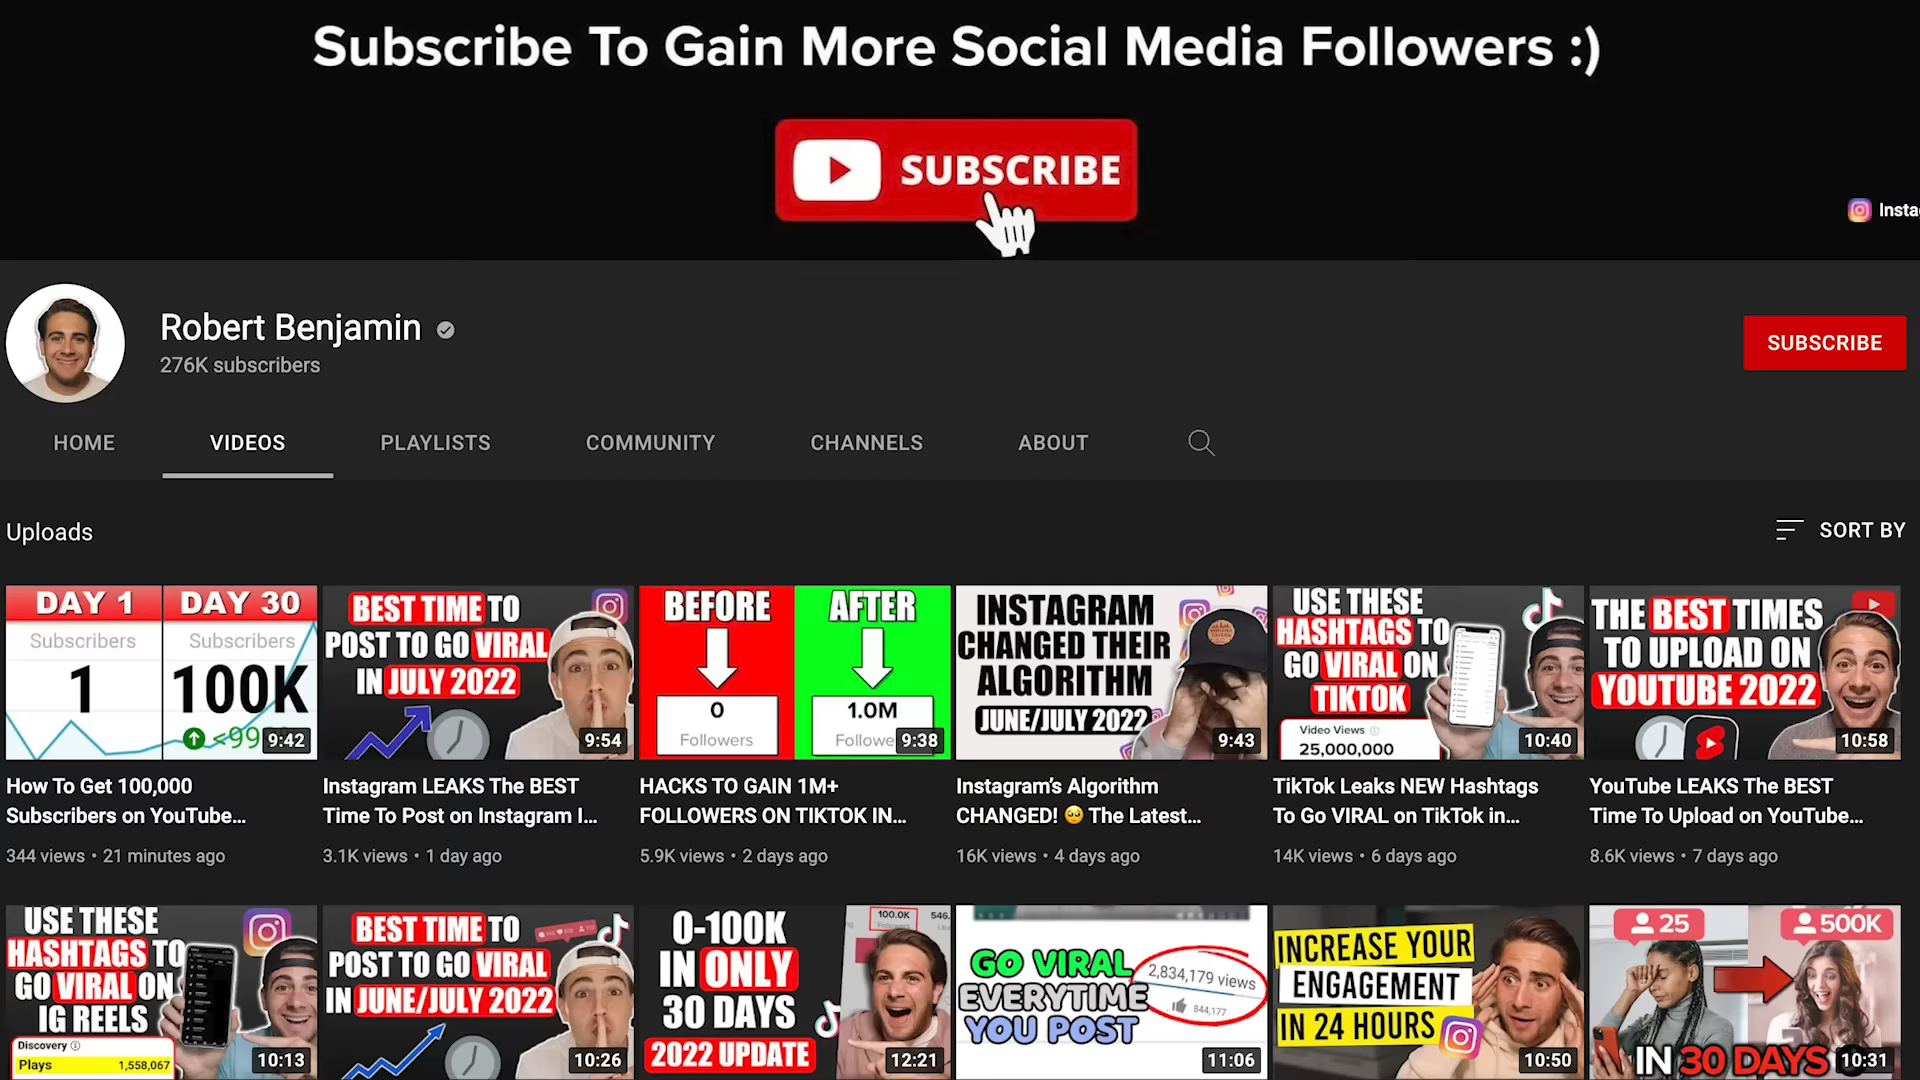 Subscribe To Gain More Social Media Followers :)
SUBSCRIBE
Insta
Robert Benjamin
276K subscribers
SUBSCRIBE
HOME
VIDEOS
PLAYLISTS
COMMUNITY
CHANNELS
ABOUT
Uploads
SORT BY
DAY 1
DAY 30
Subscribers
Subscribers
1
100K
<99
9:42
How To Get 100,000
Subscribers on YouTube...
344 views • 21 minutes ago
BEST TIME TO
POST TO GO VIRAL
IN JULY 2022
9:54
Instagram LEAKS The BEST
Time To Post on Instagram I...
3.1K views • 1 day ago
BEFORE
AFTER
0
Followers
1.0M
Followe
9:38
HACKS TO GAIN 1M+
FOLLOWERS ON TIKTOK IN...
5.9K views • 2 days ago
INSTAGRAM
CHANGED THEIR
ALGORITHM
JUNE/JULY 2022
9:43
Instagram’s Algorithm
CHANGED! 🥺 The Latest...
16K views • 4 days ago
USE THESE
HASHTAGS TO
GO VIRAL ON
TIKTOK
Video Views
25,000,000
10:40
TikTok Leaks NEW Hashtags
To Go VIRAL on TikTok in...
14K views • 6 days ago
THE BEST TIMES
TO UPLOAD ON
YOUTUBE 2022
10:58
YouTube LEAKS The BEST
Time To Upload on YouTube...
8.6K views • 7 days ago
USE THESE
HASHTAGS TO
GO VIRAL ON
IG REELS
Discovery
Plays 1,558,067
10:13
BEST TIME TO
POST TO GO VIRAL
IN JUNE/JULY 2022
10:26
0-100K
IN ONLY
30 DAYS
2022 UPDATE
100.0K
546.
12:21
GO VIRAL
EVERYTIME
YOU POST
2,834,179 views
844,177
11:06
INCREASE YOUR
ENGAGEMENT
IN 24 HOURS
10:50
25
500K
IN 30 DAYS
10:31